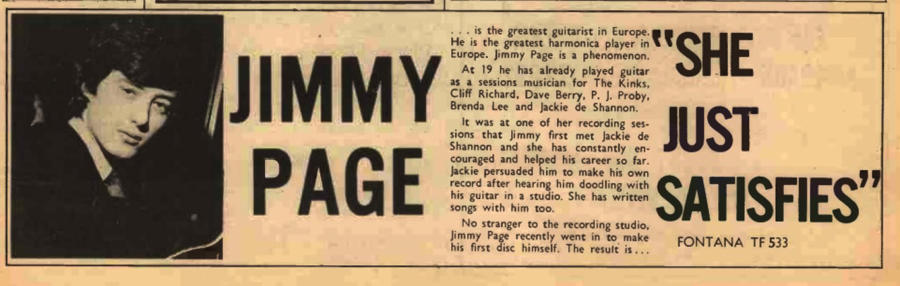 JIMMY
PAGE
. . . is the greatest guitarist in Europe.
He is the greatest harmonica player in
Europe. Jimmy Page is a phenomenon.
At 19 he has already played guitar
as a sessions musician for The Kinks,
Cliff Richard, Dave Berry, P. J. Proby,
Brenda Lee and Jackie de Shannon.
It was at one of her recording ses-
sions that Jimmy first met Jackie de
Shannon and she has constantly en-
couraged and helped his career so far.
Jackie persuaded him to make his own
record after hearing him doodling with
his guitar in a studio. She has written
songs with him too.
No stranger to the recording studio,
Jimmy Page recently went in to make
his first disc himself. The result is . . .
"SHE
JUST
SATISFIES"
FONTANA TF 533